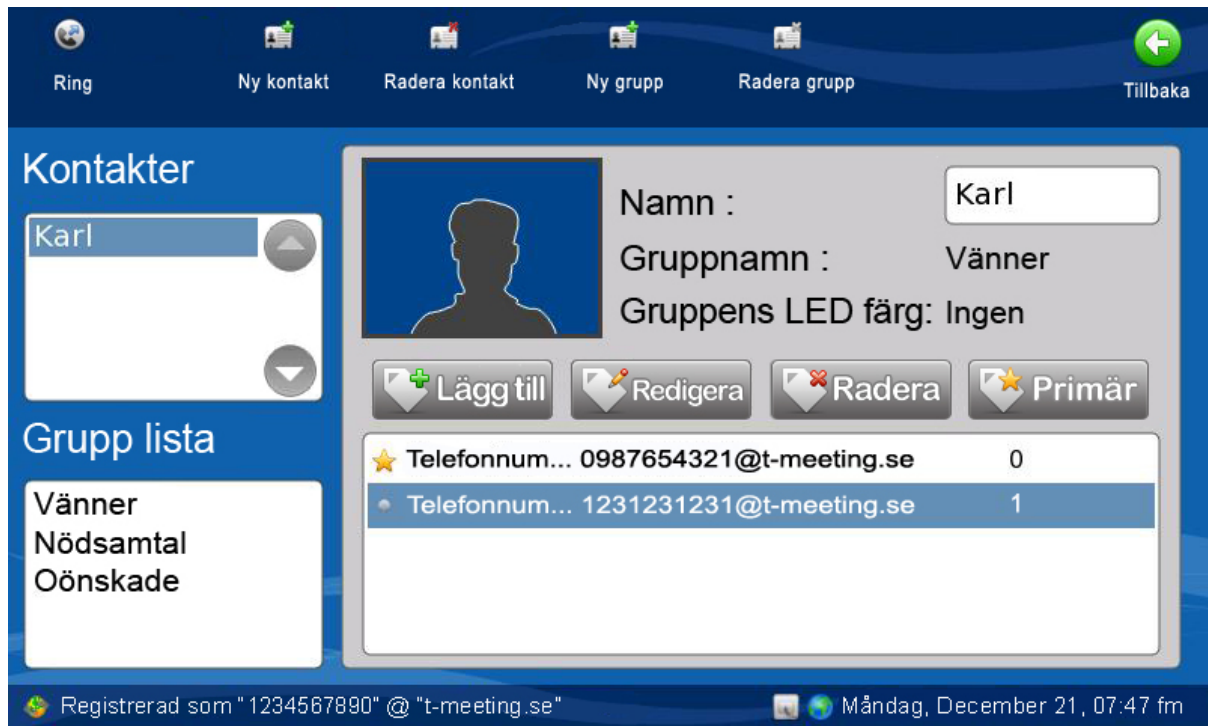 Ring Ny kontakt Radera kontakt Ny grupp Radera grupp Tillbaka
Kontakter
Karl
Grupp lista
Vänner
Nödsamtal
Oönskade
Namn : Karl
Gruppnamn : Vänner
Gruppens LED färg: Ingen
Lägg till Redigera Radera Primär
Telefonnum... 0987654321@t-meeting.se 0
Telefonnum... 1231231231@t-meeting.se 1
Registrerad som "1234567890" @ "t-meeting.se" Måndag, December 21, 07:47 fm